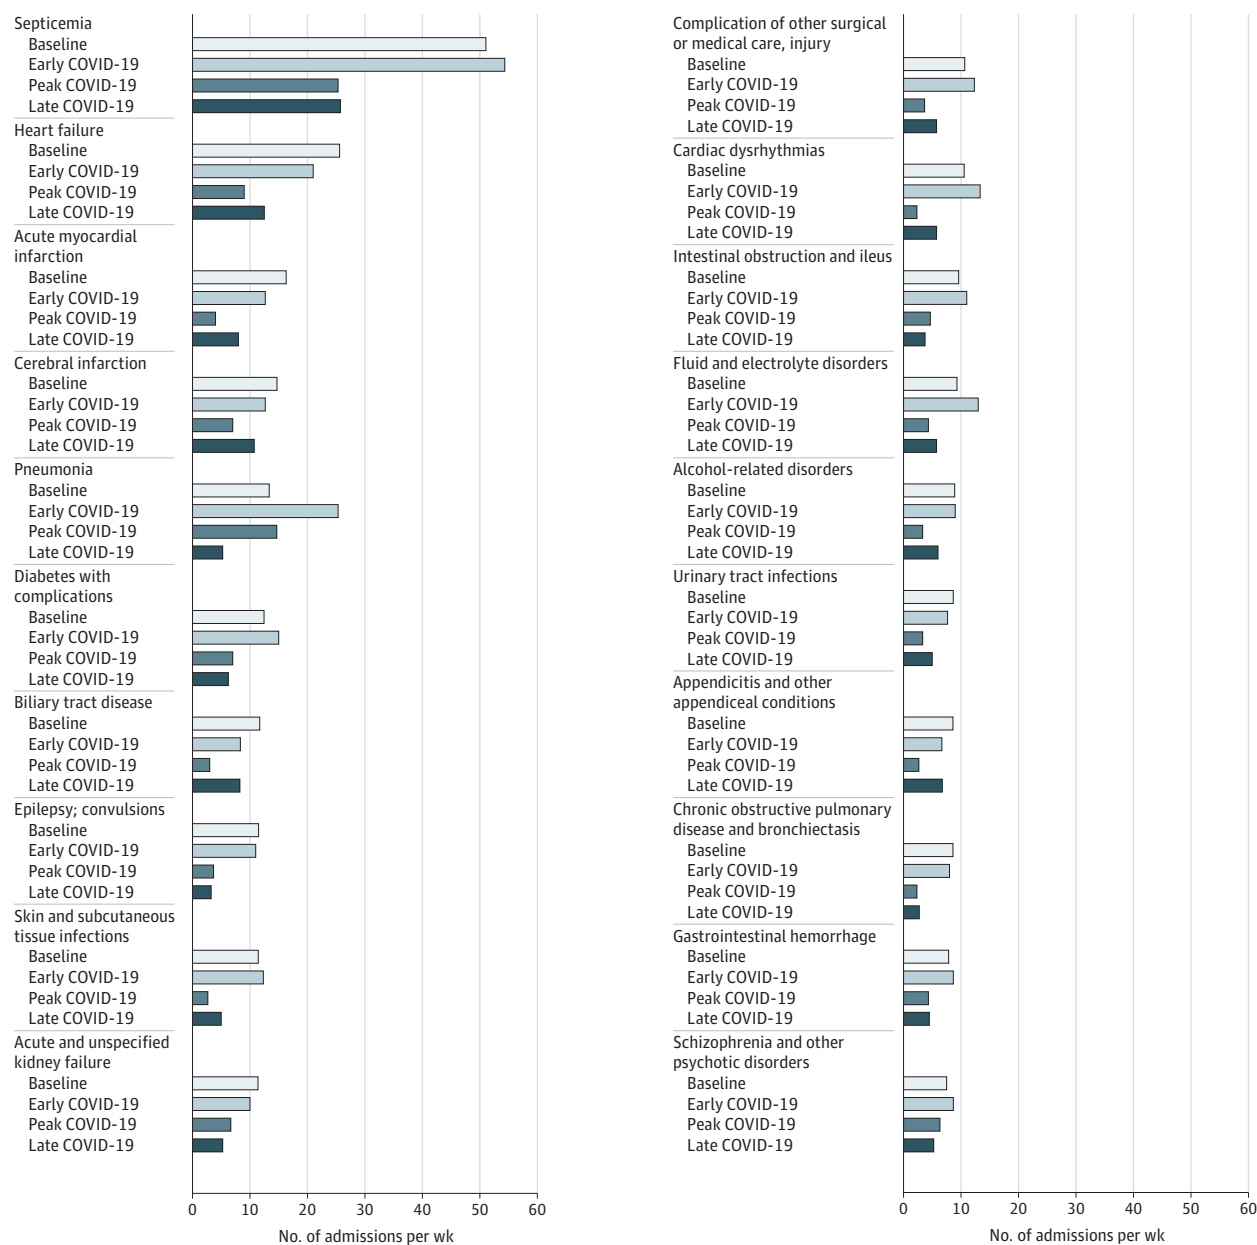 Septicemia
Baseline
Early COVID-19
Peak COVID-19
Late COVID-19
Heart failure
Baseline
Early COVID-19
Peak COVID-19
Late COVID-19
Acute myocardial
infarction
Baseline
Early COVID-19
Peak COVID-19
Late COVID-19
Cerebral infarction
Baseline
Early COVID-19
Peak COVID-19
Late COVID-19
Pneumonia
Baseline
Early COVID-19
Peak COVID-19
Late COVID-19
Diabetes with
complications
Baseline
Early COVID-19
Peak COVID-19
Late COVID-19
Biliary tract disease
Baseline
Early COVID-19
Peak COVID-19
Late COVID-19
Epilepsy; convulsions
Baseline
Early COVID-19
Peak COVID-19
Late COVID-19
Skin and subcutaneous
tissue infections
Baseline
Early COVID-19
Peak COVID-19
Late COVID-19
Acute and unspecified
kidney failure
Baseline
Early COVID-19
Peak COVID-19
Late COVID-19
0 10 20 30 40 50 60
No. of admissions per wk
Complication of other surgical
or medical care, injury
Baseline
Early COVID-19
Peak COVID-19
Late COVID-19
Cardiac dysrhythmias
Baseline
Early COVID-19
Peak COVID-19
Late COVID-19
Intestinal obstruction and ileus
Baseline
Early COVID-19
Peak COVID-19
Late COVID-19
Fluid and electrolyte disorders
Baseline
Early COVID-19
Peak COVID-19
Late COVID-19
Alcohol-related disorders
Baseline
Early COVID-19
Peak COVID-19
Late COVID-19
Urinary tract infections
Baseline
Early COVID-19
Peak COVID-19
Late COVID-19
Appendicitis and other
appendiceal conditions
Baseline
Early COVID-19
Peak COVID-19
Late COVID-19
Chronic obstructive pulmonary
disease and bronchiectasis
Baseline
Early COVID-19
Peak COVID-19
Late COVID-19
Gastrointestinal hemorrhage
Baseline
Early COVID-19
Peak COVID-19
Late COVID-19
Schizophrenia and other
psychotic disorders
Baseline
Early COVID-19
Peak COVID-19
Late COVID-19
0 10 20 30 40 50 60
No. of admissions per wk